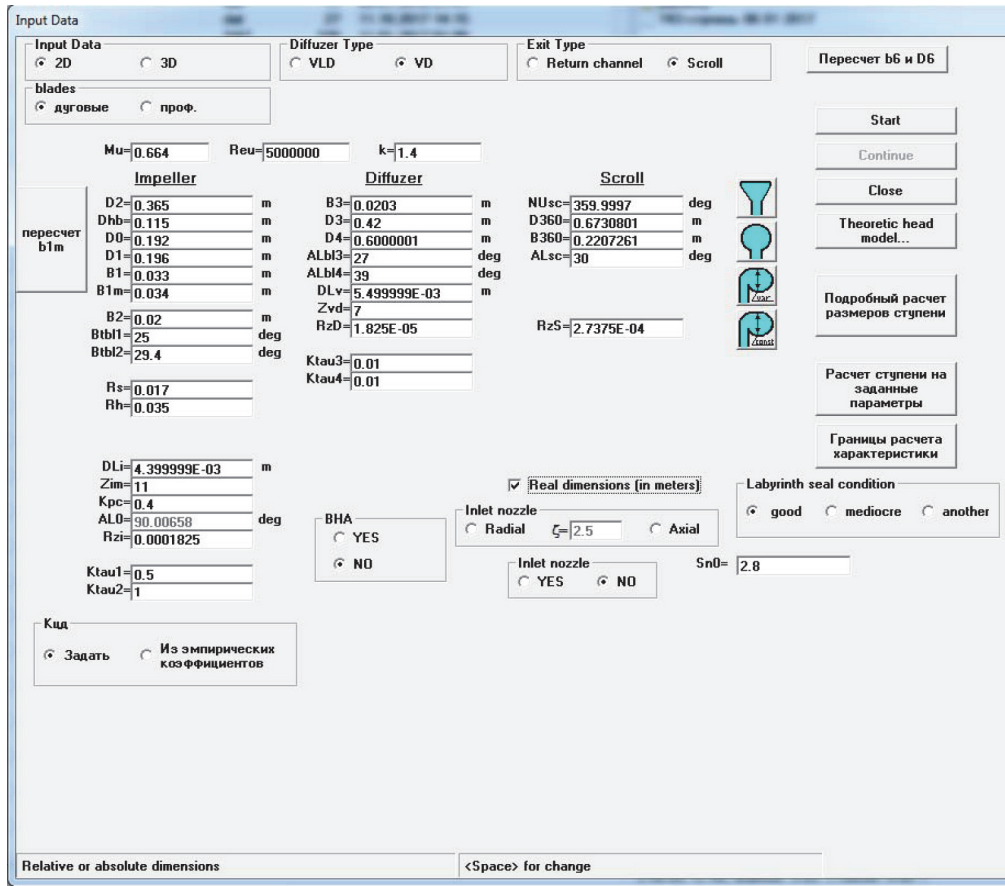 Input Data
Input Data
Diffuzer Type
Exit Type
2D
3D
VLD
VD
Return channel
Scroll
Пересчет b6 и D6
blades
дуговые
проф.
Start
Mu= 0.664
Reu= 5000000
k= 1.4
Continue
Impeller
Diffuzer
Scroll
Close
пересчет
b1m
D2= 0.365 m
Dhb= 0.115 m
D0= 0.192 m
D1= 0.196 m
B1= 0.033 m
B1m= 0.034 m
B2= 0.02 m
Btbl1= 25 deg
Btbl2= 29.4 deg
Rs= 0.017
Rh= 0.035
DLi= 4.399999E-03 m
Zim= 11
Kpc= 0.4
AL0= 90.00658 deg
Rzi= 0.0001825
Ktau1= 0.5
Ktau2= 1
B3= 0.0203 m
D3= 0.42 m
D4= 0.6000001 m
ALbl3= 27 deg
ALbl4= 39 deg
DLv= 5.499999E-03 m
Zvd= 7
RzD= 1.825E-05
Ktau3= 0.01
Ktau4= 0.01
NUsc= 359.9997 deg
D360= 0.6730801 m
B360= 0.2207261 m
ALsc= 30 deg
RzS= 2.7375E-04
Zvar
Zconst
Theoretic head
model...
Подробный расчет
размеров ступени
Расчет ступени на
заданные
параметры
Границы расчета
характеристики
Real dimensions (in meters)
Labyrinth seal condition
good
mediocre
another
BHA
YES
NO
Inlet nozzle
Radial
ζ= 2.5
Axial
Inlet nozzle
YES
NO
Sn0= 2.8
Кцд
Задать
Из эмпирических
коэффициентов
Relative or absolute dimensions
<Space> for change